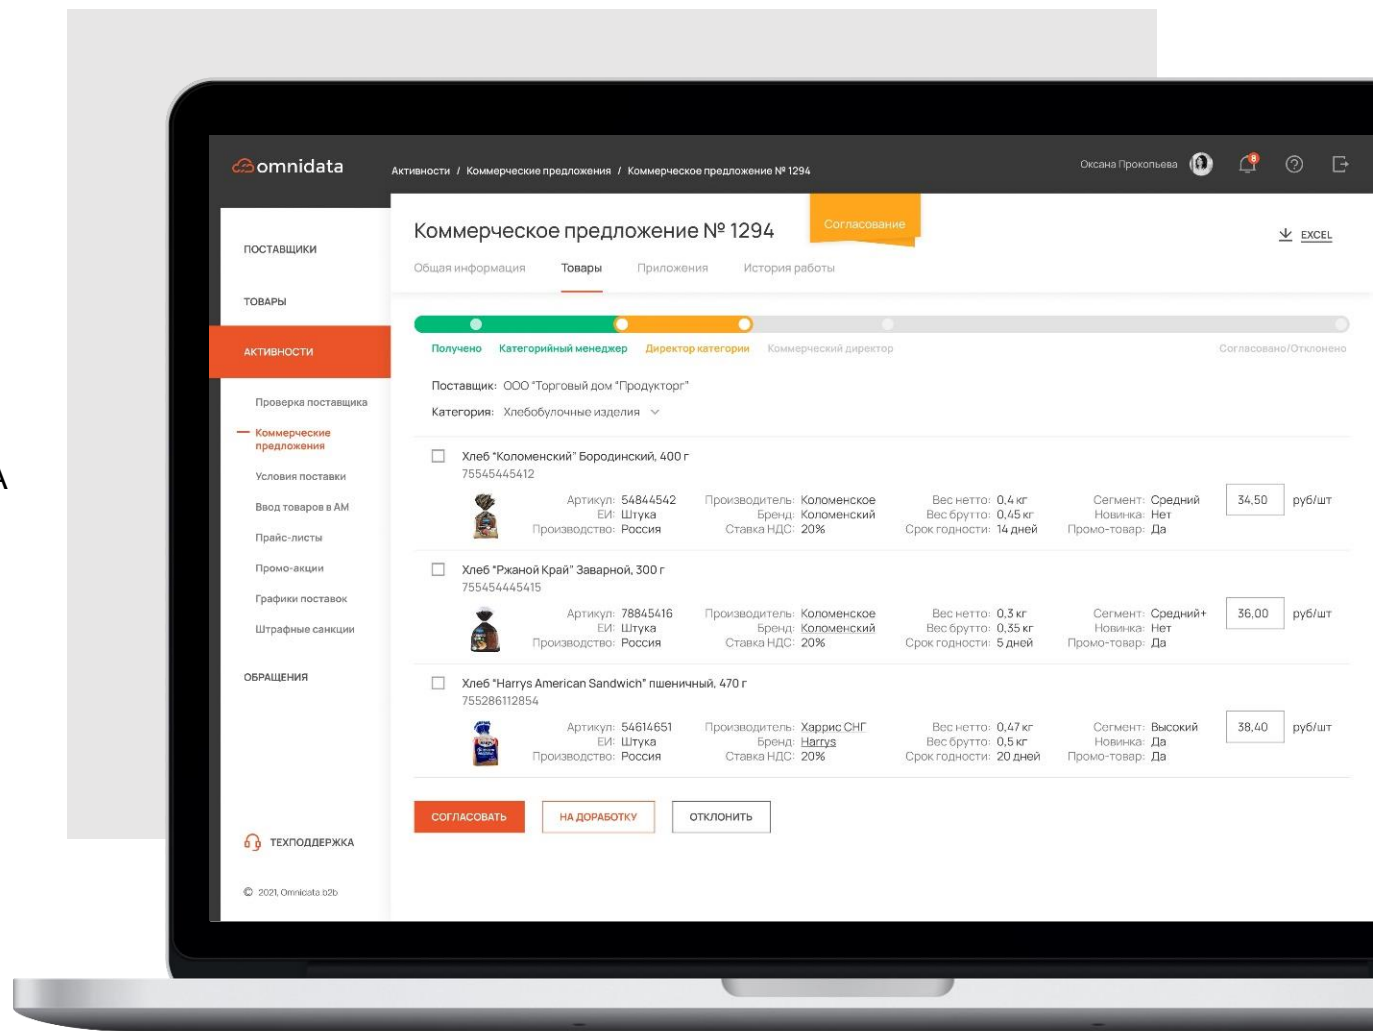 А
omnidata
Активности / Коммерческие предложения / Коммерческое предложение № 1294
Оксана Прокопьева
8
ПОСТАВЩИКИ
ТОВАРЫ
АКТИВНОСТИ
Проверка поставщика
Коммерческие
предложения
Условия поставки
Ввод товаров в АМ
Прайс-листы
Промо-акции
Графики поставок
Штрафные санкции
ОБРАЩЕНИЯ
ТЕХПОДДЕРЖКА
© 2021, Omnidata b2b
Коммерческое предложение № 1294
Согласование
EXCEL
Общая информация Товары Приложения История работы
Получено Категорийный менеджер Директор категории Коммерческий директор Согласовано/Отклонено
Поставщик: ООО "Торговый дом "Продукторг"
Категория: Хлебобулочные изделия
Хлеб "Коломенский" Бородинский, 400 г
75545445412
Артикул: 54844542 Производитель: Коломенское Вес нетто: 0,4 кг Сегмент: Средний 34,50 руб/шт
ЕИ: Штука Бренд: Коломенский Вес брутто: 0,45 кг Новинка: Нет
Производство: Россия Ставка НДС: 20% Срок годности: 14 дней Промо-товар: Да
Хлеб "Ржаной Край" Заварной, 300 г
755454445415
Артикул: 78845416 Производитель: Коломенское Вес нетто: 0,3 кг Сегмент: Средний+ 36,00 руб/шт
ЕИ: Штука Бренд: Коломенский Вес брутто: 0,35 кг Новинка: Нет
Производство: Россия Ставка НДС: 20% Срок годности: 5 дней Промо-товар: Да
Хлеб "Harrys American Sandwich" пшеничный, 470 г
755286112854
Артикул: 54614651 Производитель: Харрис СНГ Вес нетто: 0,47 кг Сегмент: Высокий 38,40 руб/шт
ЕИ: Штука Бренд: Harrys Вес брутто: 0,5 кг Новинка: Да
Производство: Россия Ставка НДС: 20% Срок годности: 20 дней Промо-товар: Да
СОГЛАСОВАТЬ НА ДОРАБОТКУ ОТКЛОНИТЬ